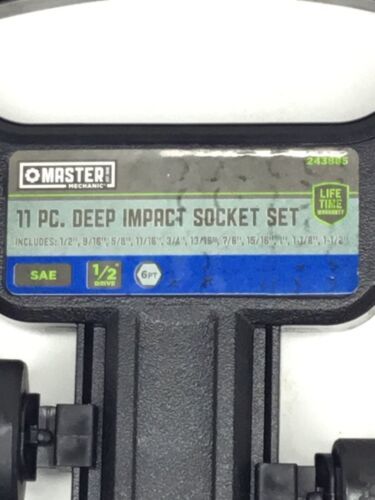 MASTER
MECHANIC
243885
LIFE
TIME
WARRANTY
11 PC. DEEP IMPACT SOCKET SET
INCLUDES: 1/2", 9/16", 5/8", 11/16", 3/4", 13/16", 7/8", 15/16", 1", 1-1/8", 1-1/2"
SAE
1/2"
DRIVE
6PT